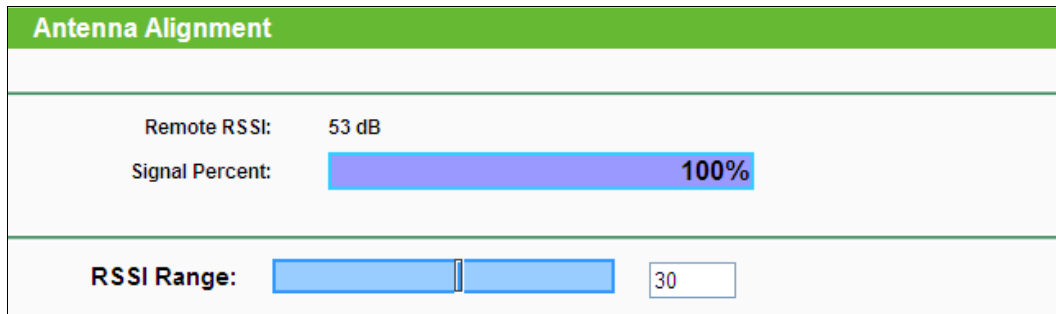 Antenna Alignment
Remote RSSI: 53 dB
Signal Percent: 100%
RSSI Range: 30